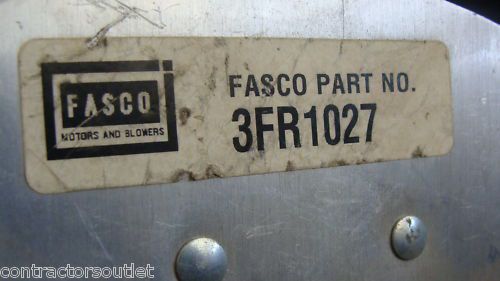 FASCO
MOTORS AND BLOWERS
FASCO PART NO.
3FR1027
contractorsoutlet